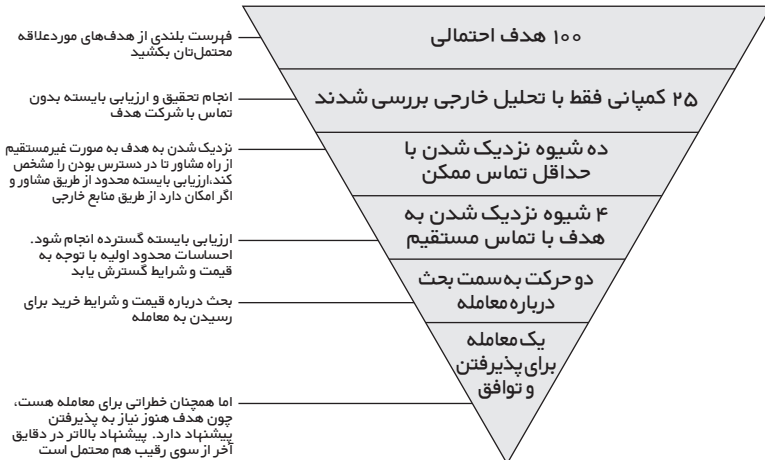 ۱۰۰ هدف احتمالی
فهرست بلندی از هدف‌های موردعلاقه
محتمل‌تان بکشید
۲۵ کمپانی فقط با تحلیل خارجی بررسی شدند
انجام تحقیق و ارزیابی بایسته بدون
تماس با شرکت هدف
ده شیوه نزدیک شدن با
حداقل تماس ممکن
نزدیک شدن به هدف به صورت غیرمستقیم
از راه مشاور تا در دسترس بودن را مشخص
کند،ارزیابی بایسته محدود از طریق مشاور و
اگر امکان دارد از طریق منابع خارجی
۴ شیوه نزدیک شدن به
هدف با تماس مستقیم
ارزیابی بایسته گسترده انجام شود.
احساسات محدود اولیه با توجه به
قیمت و شرایط گسترش یابد
دو حرکت به‌سمت بحث
درباره معامله
بحث درباره قیمت و شرایط خرید برای
رسیدن به معامله
یک معامله
برای پذیرفتن
و توافق
اما همچنان خطراتی برای معامله هست،
چون هدف هنوز نیاز به پذیرفتن
پیشنهاد دارد. پیشنهاد بالاتر در دقایق
آخر از سوی رقیب هم محتمل است